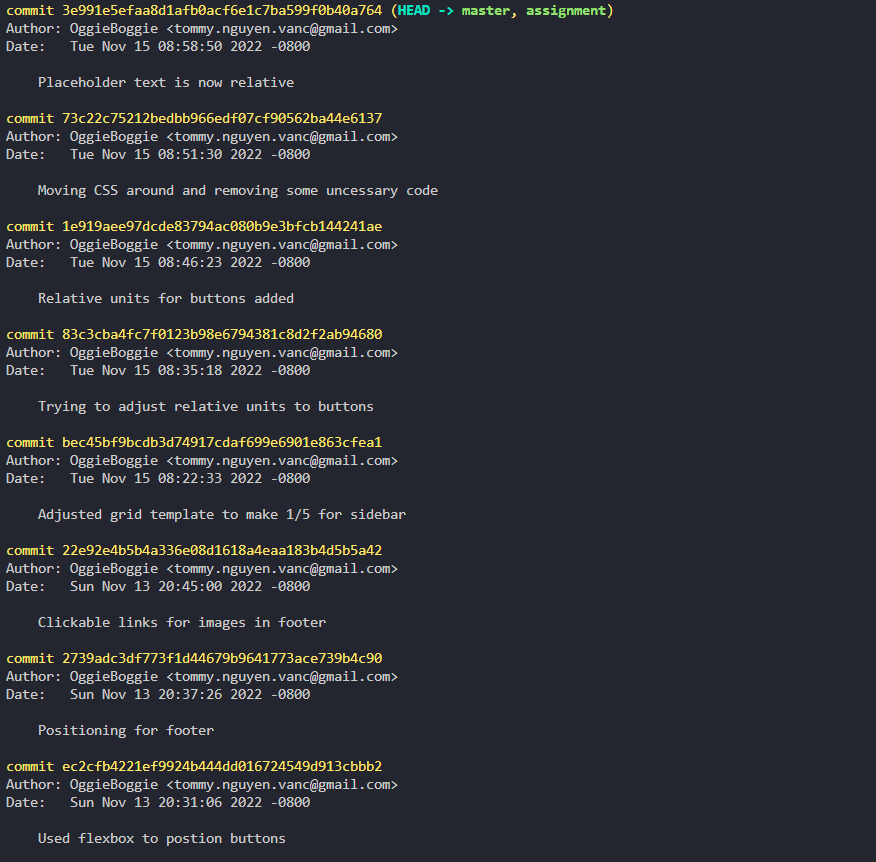 commit 3e991e5efaa8d1afb0acf6e1c7ba599f0b40a764 (HEAD -> master, assignment)
Author: OggieBoggie <tommy.nguyen.vanc@gmail.com>
Date:   Tue Nov 15 08:58:50 2022 -0800
    Placeholder text is now relative
commit 73c22c75212bedbb966edf07cf90562ba44e6137
Author: OggieBoggie <tommy.nguyen.vanc@gmail.com>
Date:   Tue Nov 15 08:51:30 2022 -0800
    Moving CSS around and removing some uncessary code
commit 1e919aee97dcde83794ac080b9e3bfcb144241ae
Author: OggieBoggie <tommy.nguyen.vanc@gmail.com>
Date:   Tue Nov 15 08:46:23 2022 -0800
    Relative units for buttons added
commit 83c3cba4fc7f0123b98e6794381c8d2f2ab94680
Author: OggieBoggie <tommy.nguyen.vanc@gmail.com>
Date:   Tue Nov 15 08:35:18 2022 -0800
    Trying to adjust relative units to buttons
commit bec45bf9bcdb3d74917cdaf699e6901e863cfea1
Author: OggieBoggie <tommy.nguyen.vanc@gmail.com>
Date:   Tue Nov 15 08:22:33 2022 -0800
    Adjusted grid template to make 1/5 for sidebar
commit 22e92e4b5b4a336e08d1618a4eaa183b4d5b5a42
Author: OggieBoggie <tommy.nguyen.vanc@gmail.com>
Date:   Sun Nov 13 20:45:00 2022 -0800
    Clickable links for images in footer
commit 2739adc3df773f1d44679b9641773ace739b4c90
Author: OggieBoggie <tommy.nguyen.vanc@gmail.com>
Date:   Sun Nov 13 20:37:26 2022 -0800
    Positioning for footer
commit ec2cfb4221ef9924b444dd016724549d913cbbb2
Author: OggieBoggie <tommy.nguyen.vanc@gmail.com>
Date:   Sun Nov 13 20:31:06 2022 -0800
    Used flexbox to postion buttons